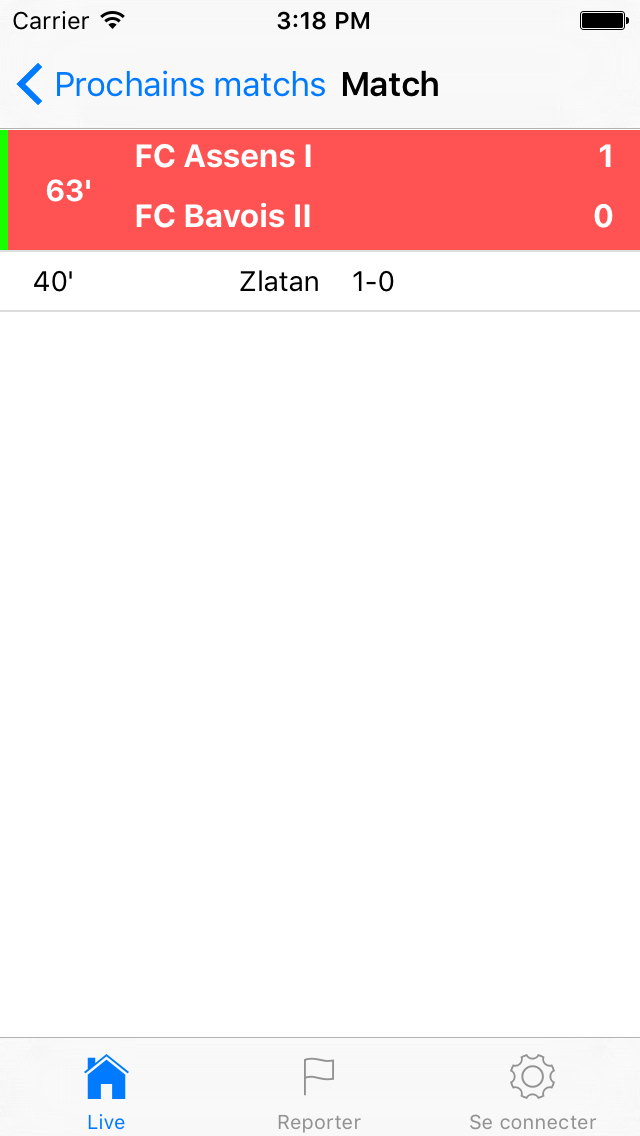 Carrier 3:18 PM
Prochains matchs Match
FC Assens I 1
63'
FC Bavois II 0
40' Zlatan 1-0
Live Reporter Se connecter